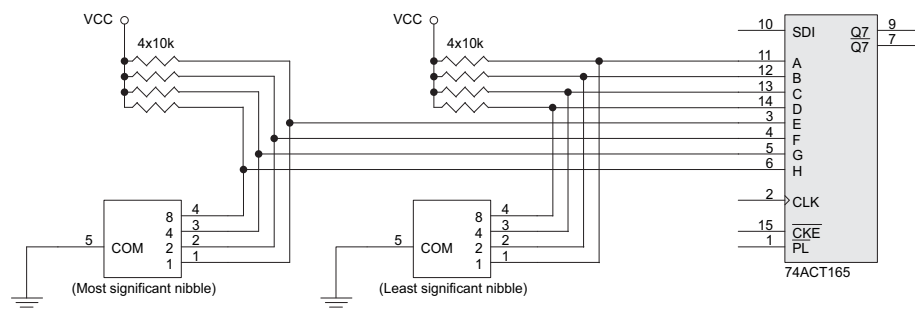 VCC
4x10k
VCC
4x10k
10 SDI Q7 9
Q7 7
11 A
12 B
13 C
14 D
3 E
4 F
5 G
6 H
2 CLK
15 CKE
1 PL
74ACT165
5 COM
8 4
4 3
2 2
1 1
(Most significant nibble)
5 COM
8 4
4 3
2 2
1 1
(Least significant nibble)